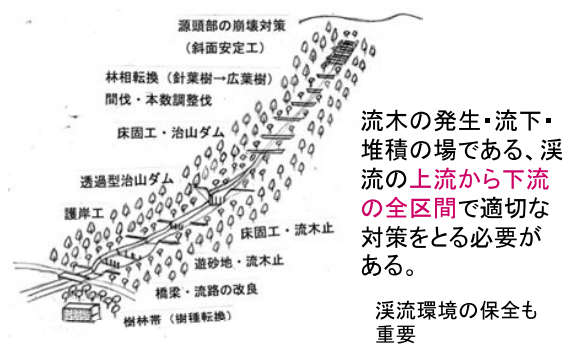 源頭部の崩壊対策
(斜面安定工)
林相転換(針葉樹→広葉樹)
間伐・本数調整伐
床固工・治山ダム
透過型治山ダム
護岸工
床固工・流木止
遊砂地・流木止
橋梁・流路の改良
樹林帯(樹種転換)
流木の発生・流下・
堆積の場である、渓
流の上流から下流
の全区間で適切な
対策をとる必要が
ある。
渓流環境の保全も
重要